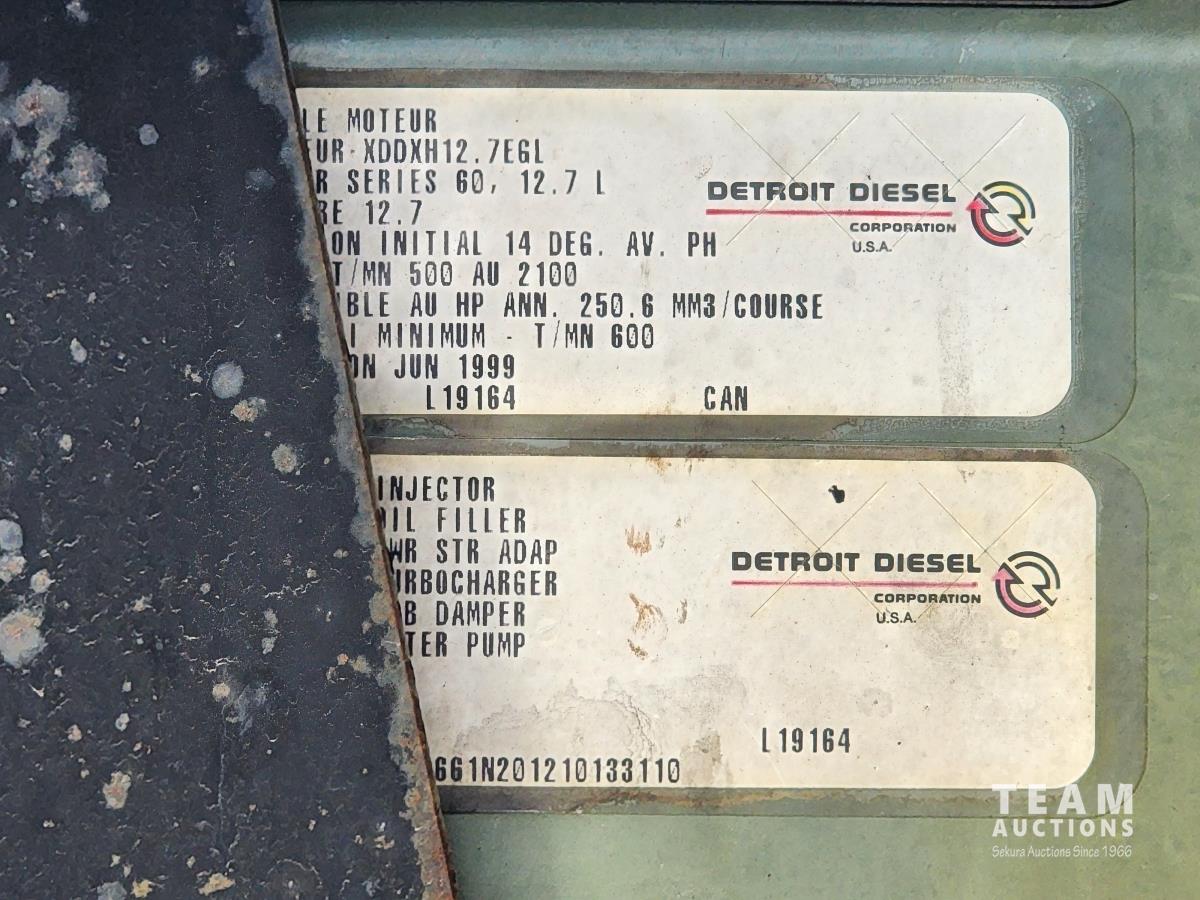 LE MOTEUR
TUR XDDXH12.7EGL
R SERIES 60, 12.7 L
RE 12.7
ON INITIAL 14 DEG. AV. PH
T/MN 500 AU 2100
BLE AU HP ANN. 250.6 MM3/COURSE
I MINIMUM - T/MN 600
ON JUN 1999
L19164 CAN
DETROIT DIESEL
CORPORATION
U.S.A.
INJECTOR
OIL FILLER
WR STR ADAP
URBOCHARGER
B DAMPER
TER PUMP
DETROIT DIESEL
CORPORATION
U.S.A.
L19164
661N201210133110
TEAM
AUCTIONS
Sekura Auctions Since 1966